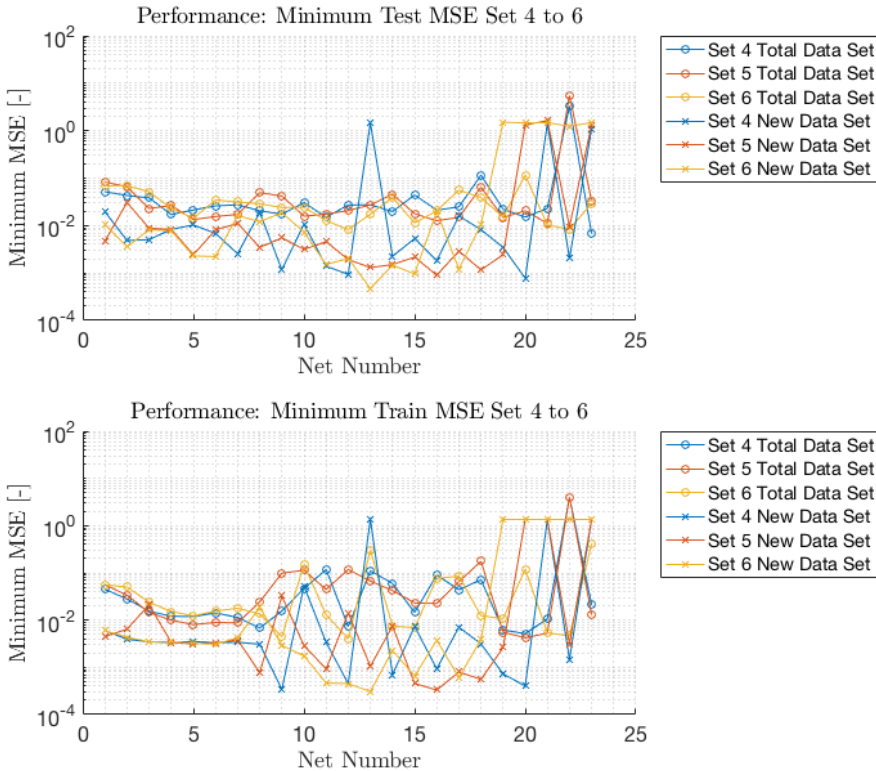 Performance: Minimum Test MSE Set 4 to 6
Minimum MSE [-]
10^2
10^0
10^-2
10^-4
0 5 10 15 20 25
Net Number
Set 4 Total Data Set
Set 5 Total Data Set
Set 6 Total Data Set
Set 4 New Data Set
Set 5 New Data Set
Set 6 New Data Set
Performance: Minimum Train MSE Set 4 to 6
Minimum MSE [-]
10^2
10^0
10^-2
10^-4
0 5 10 15 20 25
Net Number
Set 4 Total Data Set
Set 5 Total Data Set
Set 6 Total Data Set
Set 4 New Data Set
Set 5 New Data Set
Set 6 New Data Set